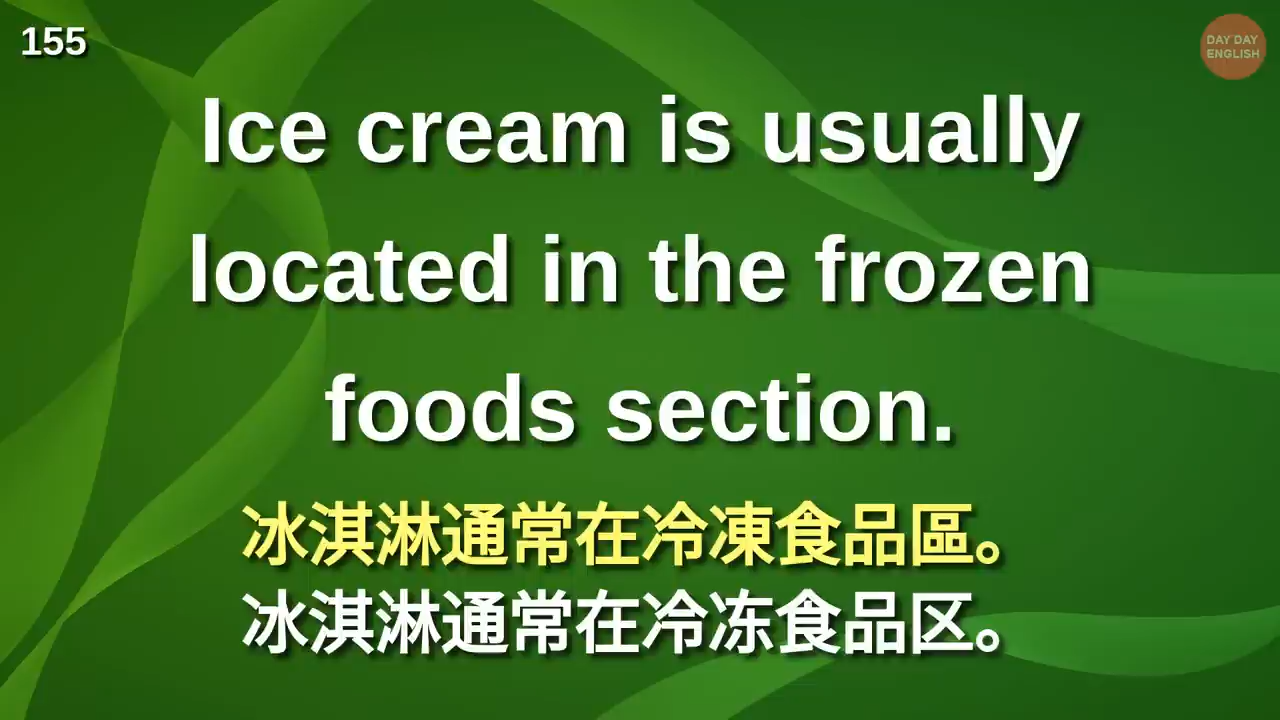 155
DAY DAY
ENGLISH
Ice cream is usually
located in the frozen
foods section.
冰淇淋通常在冷凍食品區。
冰淇淋通常在冷冻食品区。